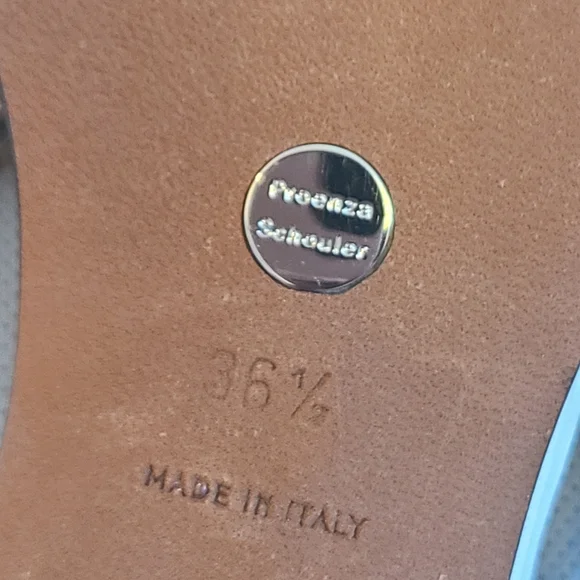 Proenza
Schouler
36½
MADE IN ITALY